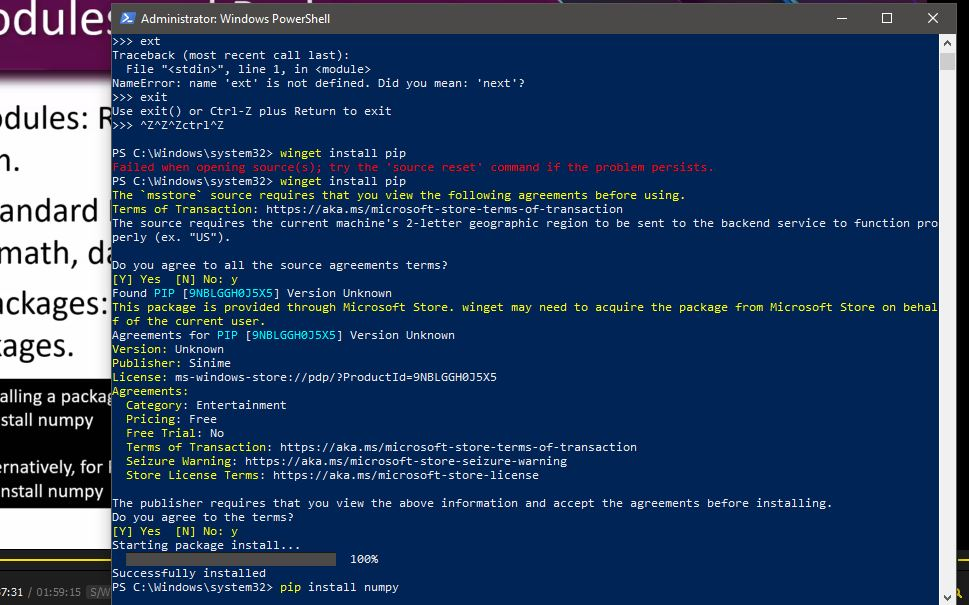 odules
Administrator: Windows PowerShell
>>> ext
Traceback (most recent call last):
  File "<stdin>", line 1, in <module>
NameError: name 'ext' is not defined. Did you mean: 'next'?
>>> exit
Use exit() or Ctrl-Z plus Return to exit
>>> ^Z^Z^Zctrl^Z
PS C:\Windows\system32> winget install pip
Failed when opening source(s); try the 'source reset' command if the problem persists.
PS C:\Windows\system32> winget install pip
The `msstore` source requires that you view the following agreements before using.
Terms of Transaction: https://aka.ms/microsoft-store-terms-of-transaction
The source requires the current machine's 2-letter geographic region to be sent to the backend service to function pro
perly (ex. "US").
Do you agree to all the source agreements terms?
[Y] Yes  [N] No: y
Found PIP [9NBLGGH0J5X5] Version Unknown
This package is provided through Microsoft Store. winget may need to acquire the package from Microsoft Store on behal
f of the current user.
Agreements for PIP [9NBLGGH0J5X5] Version Unknown
Version: Unknown
Publisher: Sinime
License: ms-windows-store://pdp/?ProductId=9NBLGGH0J5X5
Agreements:
  Category: Entertainment
  Pricing: Free
  Free Trial: No
  Terms of Transaction: https://aka.ms/microsoft-store-terms-of-transaction
  Seizure Warning: https://aka.ms/microsoft-store-seizure-warning
  Store License Terms: https://aka.ms/microsoft-store-license
The publisher requires that you view the above information and accept the agreements before installing.
Do you agree to the terms?
[Y] Yes  [N] No: y
Starting package install...
100%
Successfully installed
PS C:\Windows\system32> pip install numpy
odules: R
n.
andard
math, da
ackages:
kages.
alling a packag
stall numpy
ernatively, for
nstall numpy
7:31 / 01:59:15 S/W